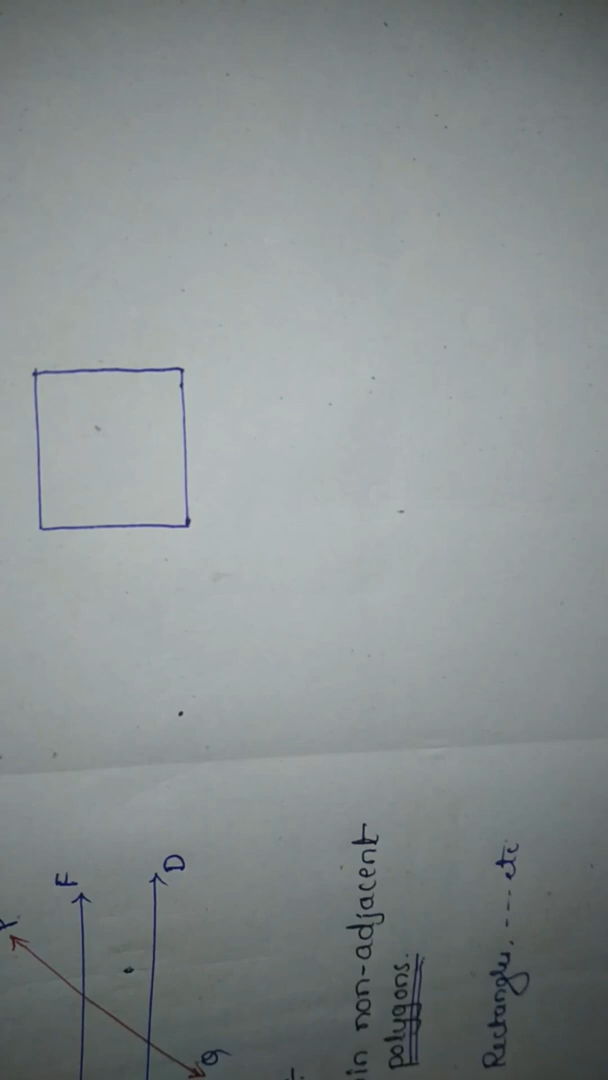 P
F
D
Q
in non-adjacent
polygons.
Rectangle, ---- etc